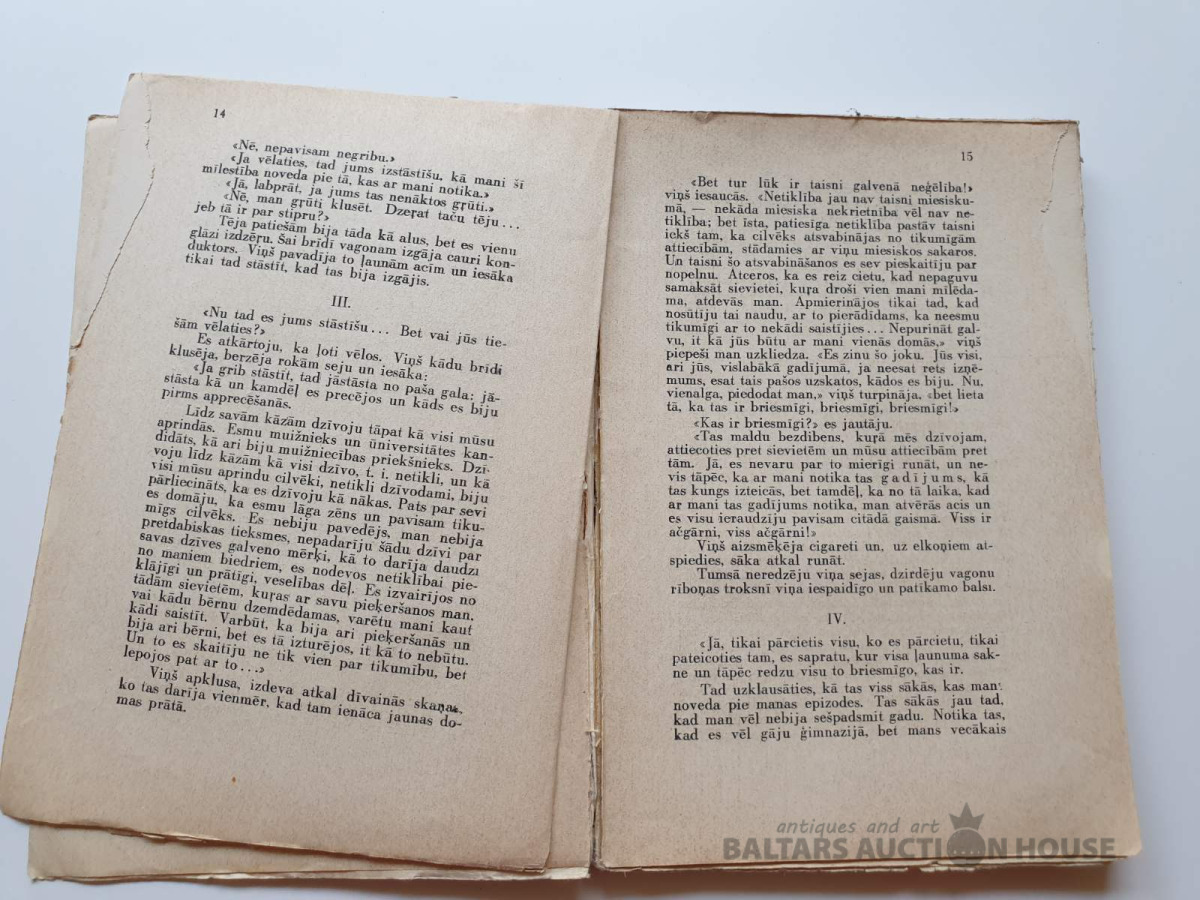 14
«Nē, nepavisam negribu.»
«Ja vēlaties, tad jums izstāstīšu, kā mani šī
mīlestība noveda pie tā, kas ar mani notika.»
«Jā, labprāt, ja jums tas nenāktos grūti.»
«Nē, man grūti klusēt. Dzeŗat taču tēju...
jeb tā ir par stipru?»
Tēja patiešām bija tāda kā alus, bet es vienu
glāzi izdzēru. Šai brīdī vagonam izgāja cauri kon-
duktors. Viņš pavadīja to ļaunām acīm un iesāka
tikai tad stāstīt, kad tas bija izgājis.
III.
«Nu tad es jums stāstīšu... Bet vai jūs tie-
šām vēlaties?»
Es atkārtoju, ka ļoti vēlos. Viņš kādu brīdi
klusēja, berzēja rokām seju un iesāka:
«Ja grib stāstīt, tad jāstāsta no paša gala: jā-
stāsta kā un kamdēļ es precējos un kāds es biju
pirms apprecēšanās.
Līdz savām kāzām dzīvoju tāpat kā visi mūsu
aprindās. Esmu muižnieks un ūniversitātes kan-
didāts, kā ari biju muižniecības priekšnieks. Dzī-
voju līdz kāzām kā visi dzīvo, t. i. netikli, un kā
visi mūsu aprindu cilvēki, netikli dzīvodami, biju
pārliecināts, ka es dzīvoju kā nākas. Pats par sevi
es domāju, ka esmu lāga zēns un pavisam tiku-
mīgs cilvēks. Es nebiju pavedējs, man nebija
pretdabiskas tieksmes, nepadarīju šādu dzīvi par
savas dzīves galveno mērķi, kā to darīja daudzi
no maniem biedriem, es nodevos netiklībai pie-
klājīgi un prātīgi, veselības dēļ. Es izvairījos no
tādām sievietēm, kuŗas ar savu pieķeršanos man,
vai kādu bērnu dzemdēdamas, varētu mani kaut
kādi saistīt. Varbūt, ka bija ari pieķeršanās un
bija ari bērni, bet es tā izturējos, it kā to nebūtu.
Un to es skaitīju ne tik vien par tikumību, bet
lepojos pat ar to...»
Viņš apklusa, izdeva atkal dīvainās skaņas,
ko tas darīja vienmēr, kad tam ienāca jaunas do-
mas prātā.
15
«Bet tur lūk ir taisni galvenā neģēlība!»
viņš iesaucās. «Netiklība jau nav taisni miesisku-
mā, — nekāda miesiska nekrietnība vēl nav ne-
tiklība; bet īsta, patiesīga netiklība pastāv taisni
iekš tam, ka cilvēks atsvabinājas no tikumīgām
attiecībām, stādamies ar viņu miesiskos sakaros.
Un taisni šo atsvabināšanos es sev pieskaitīju par
nopelnu. Atceros, ka es reiz cietu, kad nepaguvu
samaksāt sievietei, kuŗa droši vien mani mīlēda-
ma, atdevās man. Apmierinājos tikai tad, kad
nosūtīju tai naudu, ar to pierādīdams, ka neesmu
tikumīgi ar to nekādi saistījies... Nepurināt gal-
vu, it kā jūs būtu ar mani vienās domās,» viņš
piepeši man uzkliedza. «Es zinu šo joku. Jūs visi,
ari jūs, vislabākā gadījumā, ja neesat rets izņē-
mums, esat tais pašos uzskatos, kādos es biju. Nu,
vienalga, piedodat man,» viņš turpināja, «bet lieta
tā, ka tas ir briesmīgi, briesmīgi, briesmīgi!»
«Kas ir briesmīgi?» es jautāju.
«Tas maldu bezdibens, kuŗā mēs dzīvojam,
attiecoties pret sievietēm un mūsu attiecībām pret
tām. Jā, es nevaru par to mierīgi runāt, un ne-
vis tāpēc, ka ar mani notika tas gadījums, kā
tas kungs izteicās, bet tamdēļ, ka no tā laika, kad
ar mani tas gadījums notika, man atvērās acis un
es visu ieraudzīju pavisam citādā gaismā. Viss ir
ačgārni, viss ačgārni!»
Viņš aizsmēķēja cigareti un, uz elkoņiem at-
spiedies, sāka atkal runāt.
Tumsā neredzēju viņa sejas, dzirdēju vagonu
rīboņas troksnī viņa iespaidīgo un patikamo balsi.
IV.
«Jā, tikai pārcietis visu, ko es pārcietu, tikai
pateicoties tam, es sapratu, kur visa ļaunuma sak-
ne un tāpēc redzu visu to briesmīgo, kas ir.
Tad uzklausāties, kā tas viss sākās, kas man
noveda pie manas epizodes. Tas sākās jau tad,
kad man vēl nebija sešpadsmit gadu. Notika tas,
kad es vēl gāju ģimnazijā, bet mans vecākais
antiques and art
BALTARS AUCTION HOUSE